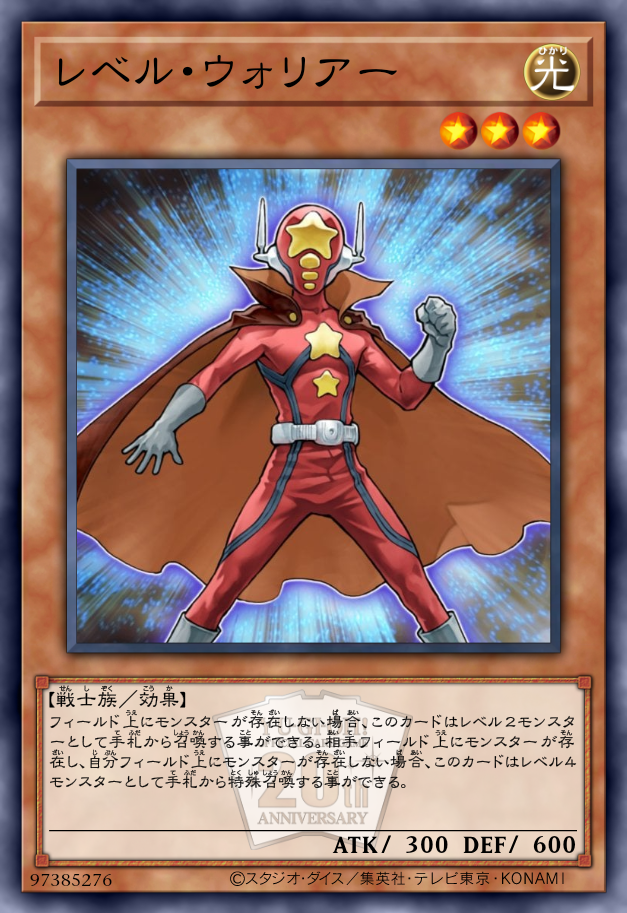 レベル・ウォリアー
ひかり
光
【戦士族／効果】
フィールド上にモンスターが存在しない場合、このカードはレベル２モンスタ
ーとして手札から召喚する事ができる。相手フィールド上にモンスターが存
在し、自分フィールド上にモンスターが存在しない場合、このカードはレベル４
モンスターとして手札から特殊召喚する事ができる。
YU-GI-OH!
20th
ANNIVERSARY
ATK/ 300 DEF/ 600
97385276 ©スタジオ・ダイス／集英社・テレビ東京・KONAMI